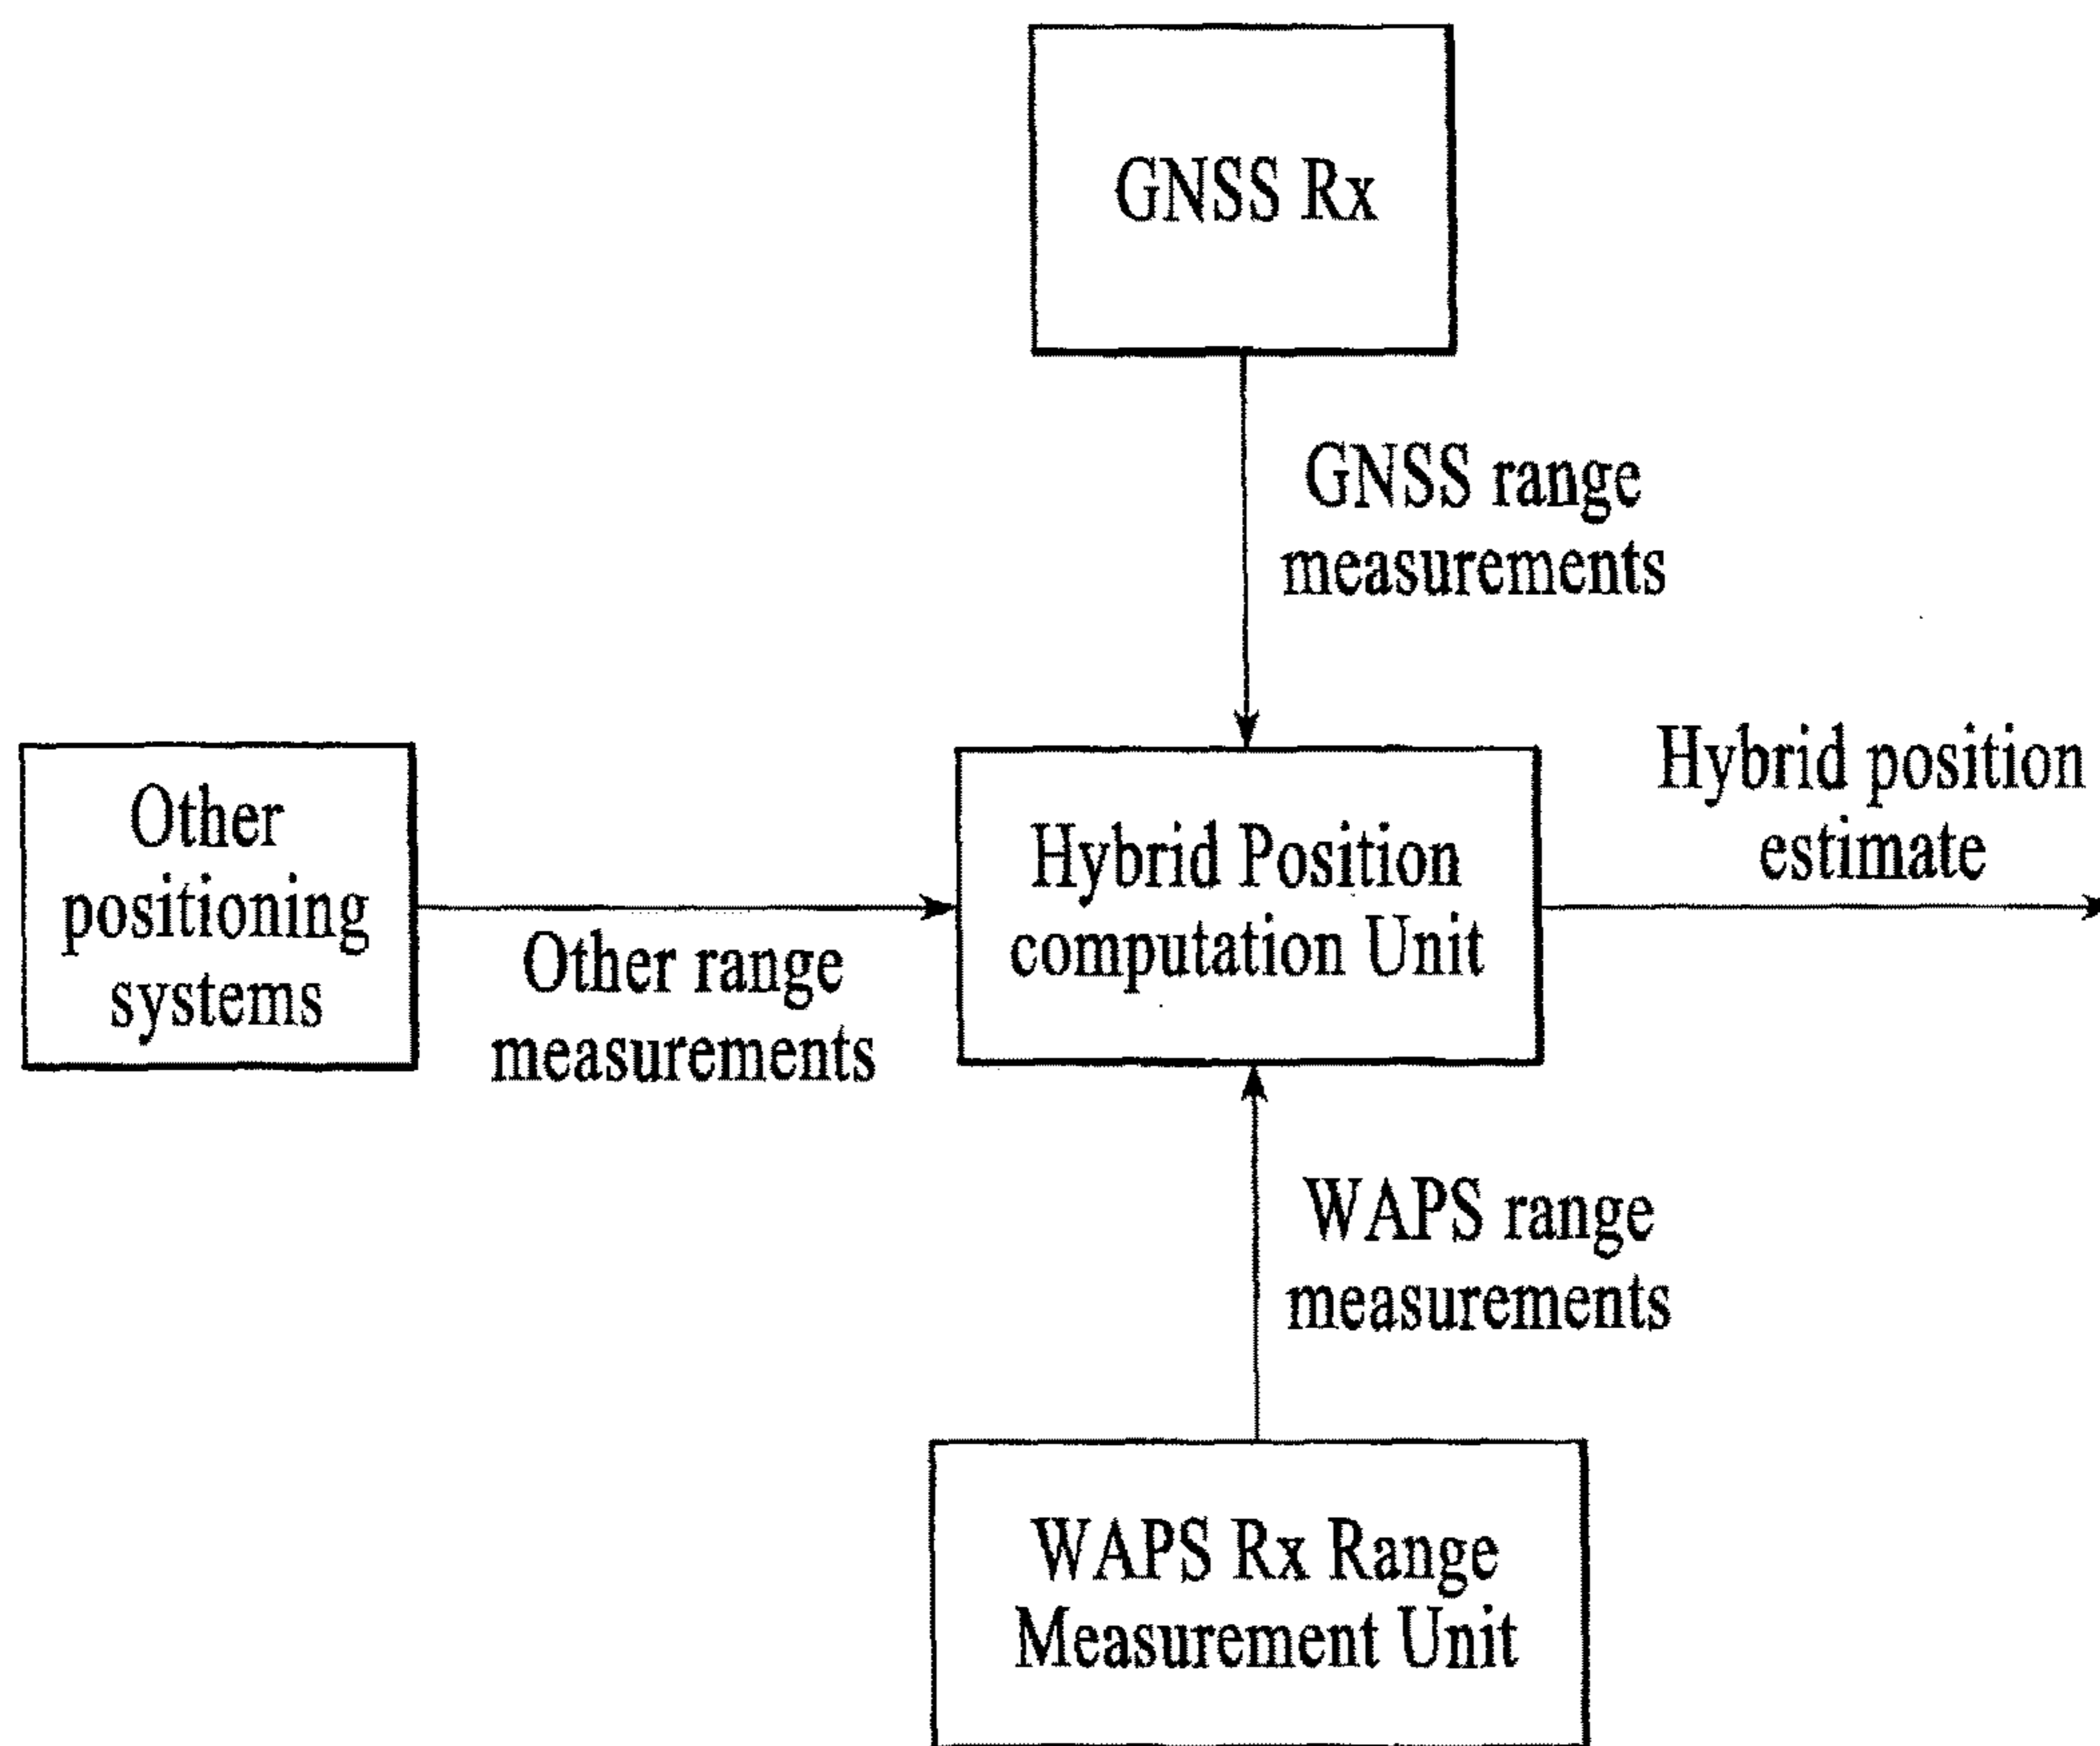 GNSS Rx
GNSS range
measurements
Other
positioning
systems
Other range
measurements
Hybrid Position
computation Unit
Hybrid position
estimate
WAPS range
measurements
WAPS Rx Range
Measurement Unit